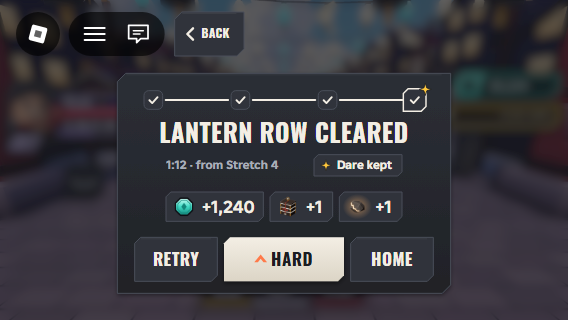 BACK
LANTERN ROW CLEARED
1:12 · from Stretch 4
Dare kept
+1,240
+1
+1
RETRY
HARD
HOME